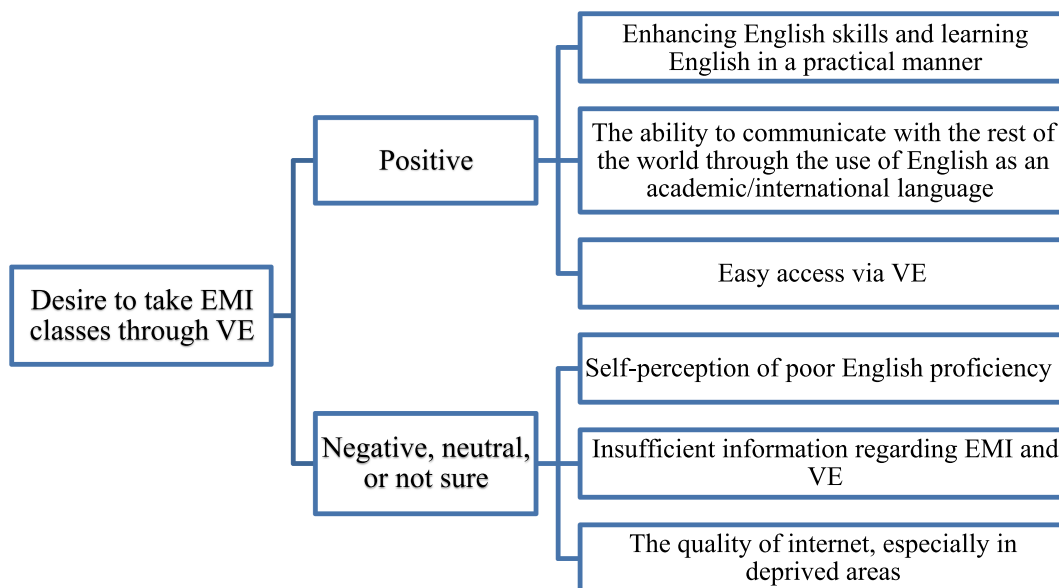 Desire to take EMI
classes through VE
Positive
Enhancing English skills and learning
English in a practical manner
The ability to communicate with the rest of
the world through the use of English as an
academic/international language
Easy access via VE
Negative, neutral,
or not sure
Self-perception of poor English proficiency
Insufficient information regarding EMI and
VE
The quality of internet, especially in
deprived areas